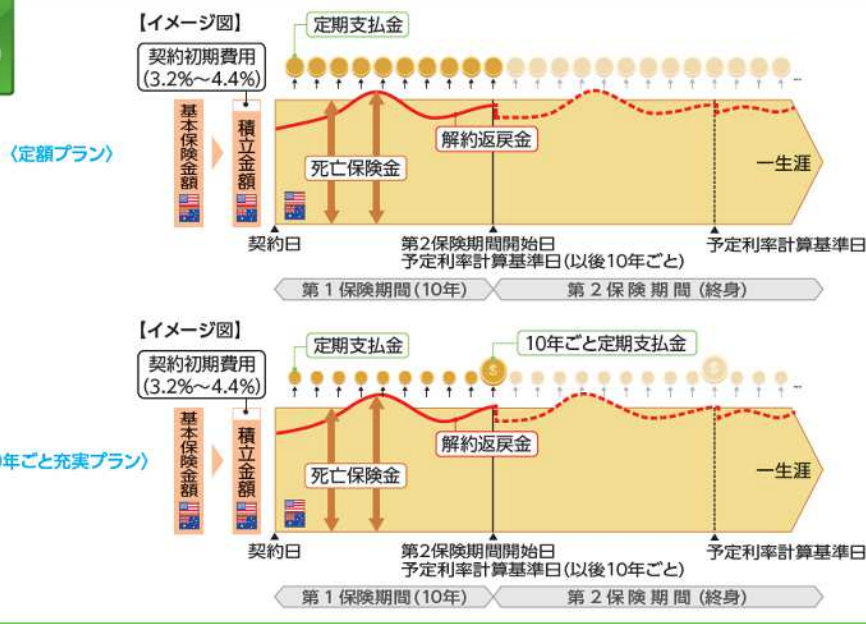 【イメージ図】
定期支払金
契約初期費用
(3.2%～4.4%)
基本保険金額
積立金額
〈定額プラン〉
死亡保険金
解約返戻金
一生涯
契約日
第2保険期間開始日
予定利率計算基準日(以後10年ごと)
予定利率計算基準日
第1保険期間(10年)
第2保険期間(終身)
【イメージ図】
定期支払金
10年ごと定期支払金
契約初期費用
(3.2%～4.4%)
基本保険金額
積立金額
年ごと充実プラン〉
死亡保険金
解約返戻金
一生涯
契約日
第2保険期間開始日
予定利率計算基準日(以後10年ごと)
予定利率計算基準日
第1保険期間(10年)
第2保険期間(終身)